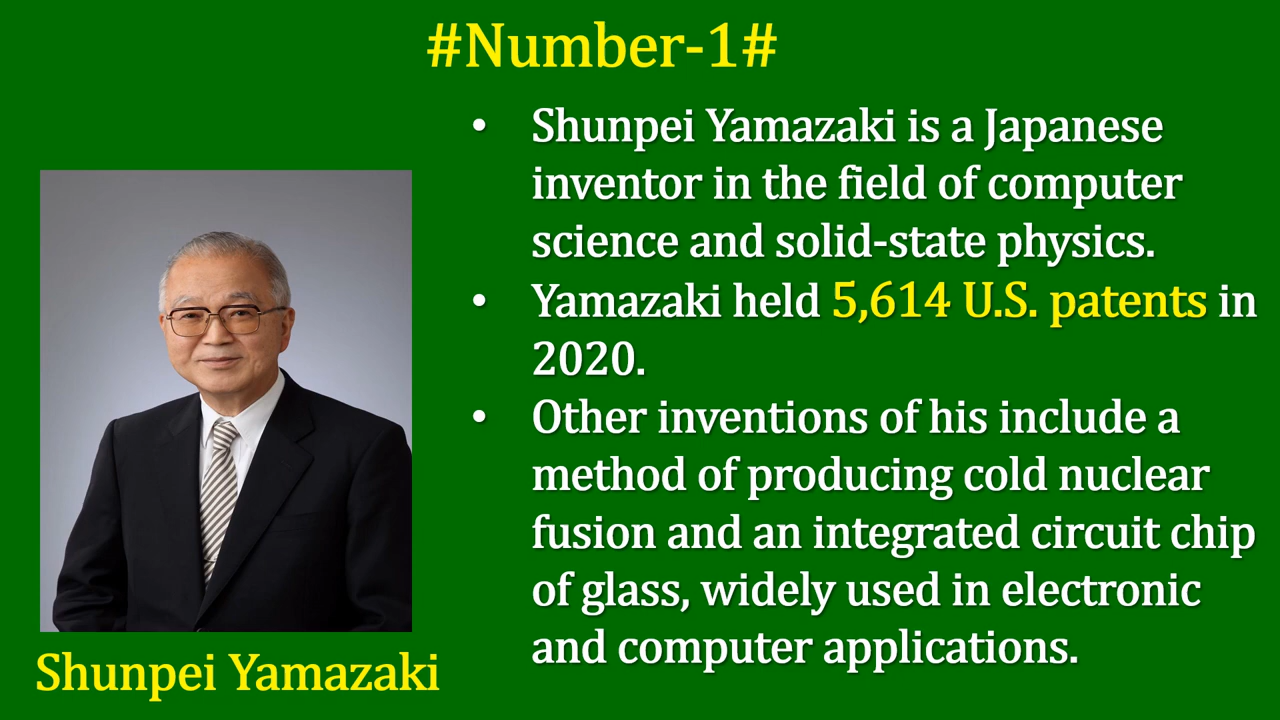 #Number-1#
• Shunpei Yamazaki is a Japanese
inventor in the field of computer
science and solid-state physics.
• Yamazaki held 5,614 U.S. patents in
2020.
• Other inventions of his include a
method of producing cold nuclear
fusion and an integrated circuit chip
of glass, widely used in electronic
and computer applications.
Shunpei Yamazaki